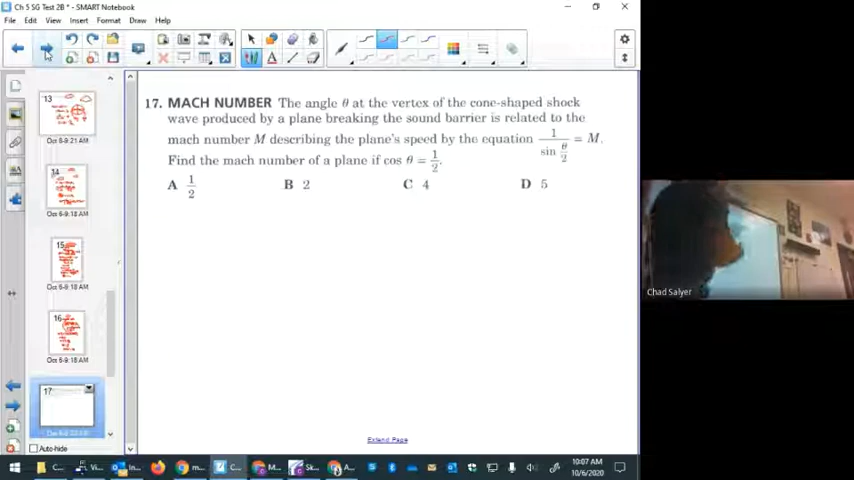 Ch 5 SG Test 2B * - SMART Notebook
File Edit View Insert Format Draw Help
13
Oct 6-9:21 AM
14
Oct 6-9:18 AM
15
Oct 6-9:18 AM
16
Oct 6-9:18 AM
17
Auto-hide
17. MACH NUMBER The angle θ at the vertex of the cone-shaped shock
wave produced by a plane breaking the sound barrier is related to the
mach number M describing the plane's speed by the equation 1/(sin θ/2) = M.
Find the mach number of a plane if cos θ = 1/2.
A 1/2 B 2 C 4 D 5
Extend Page
Chad Salyer
C... Vi... In... m... C... M... Sk... A...
10:07 AM
10/6/2020